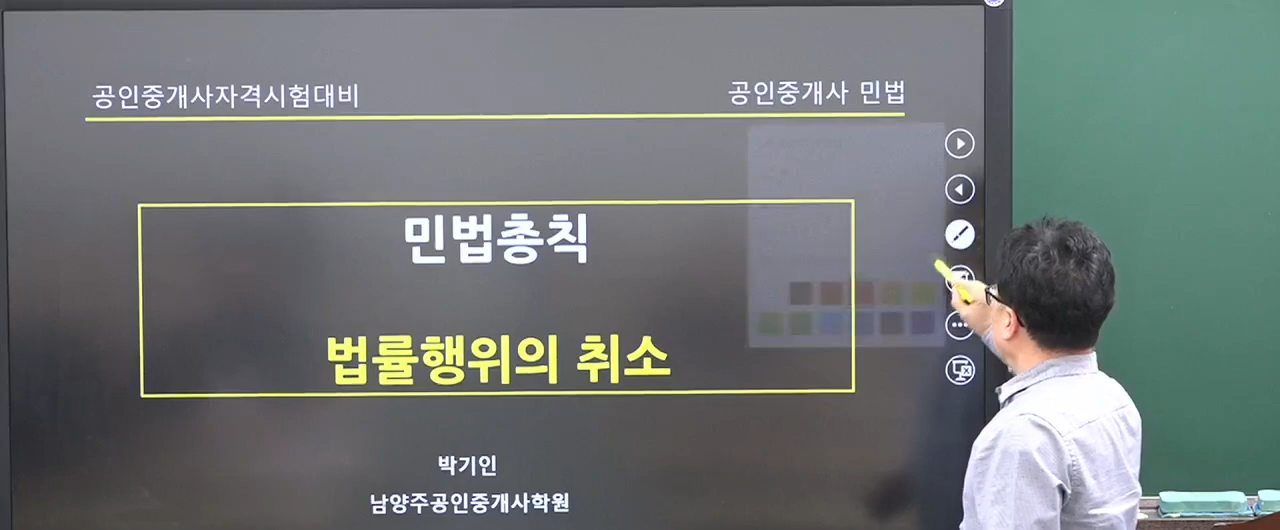 공인중개사자격시험대비
공인중개사 민법
민법총칙
법률행위의 취소
박기인
남양주공인중개사학원